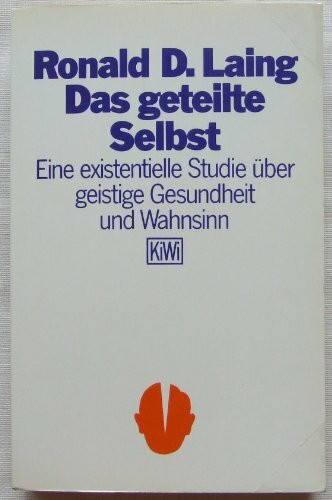 Ronald D. Laing
Das geteilte
Selbst
Eine existentielle Studie über
geistige Gesundheit
und Wahnsinn
KiWi